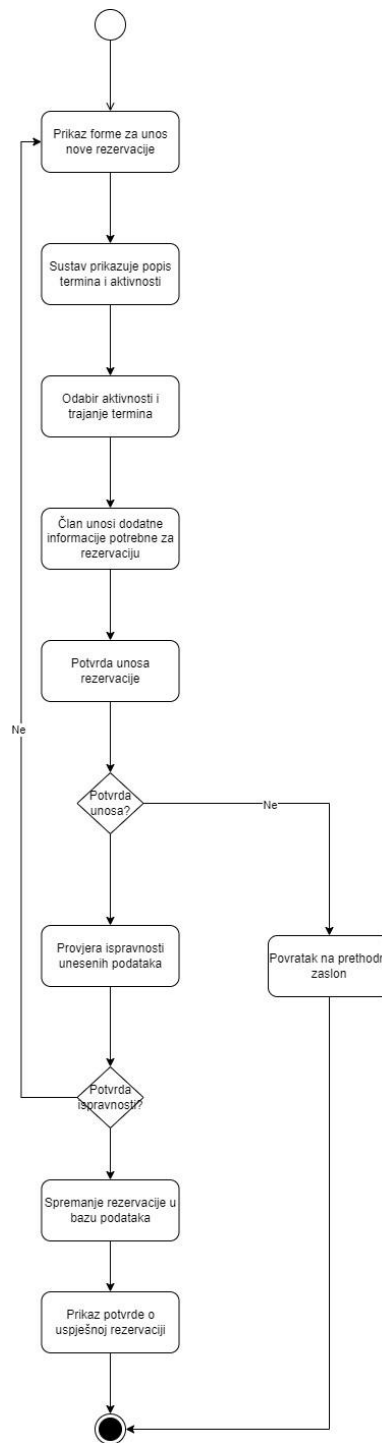 Prikaz forme za unos
nove rezervacije
Sustav prikazuje popis
termina i aktivnosti
Odabir aktivnosti i
trajanje termina
Član unosi dodatne
informacije potrebne za
rezervaciju
Potvrda unosa
rezervacije
Ne
Potvrda
unosa?
Ne
Provjera ispravnosti
unesenih podataka
Povratak na prethodn
zaslon
Potvrda
ispravnosti?
Spremanje rezervacije u
bazu podataka
Prikaz potvrde o
uspješnoj rezervaciji